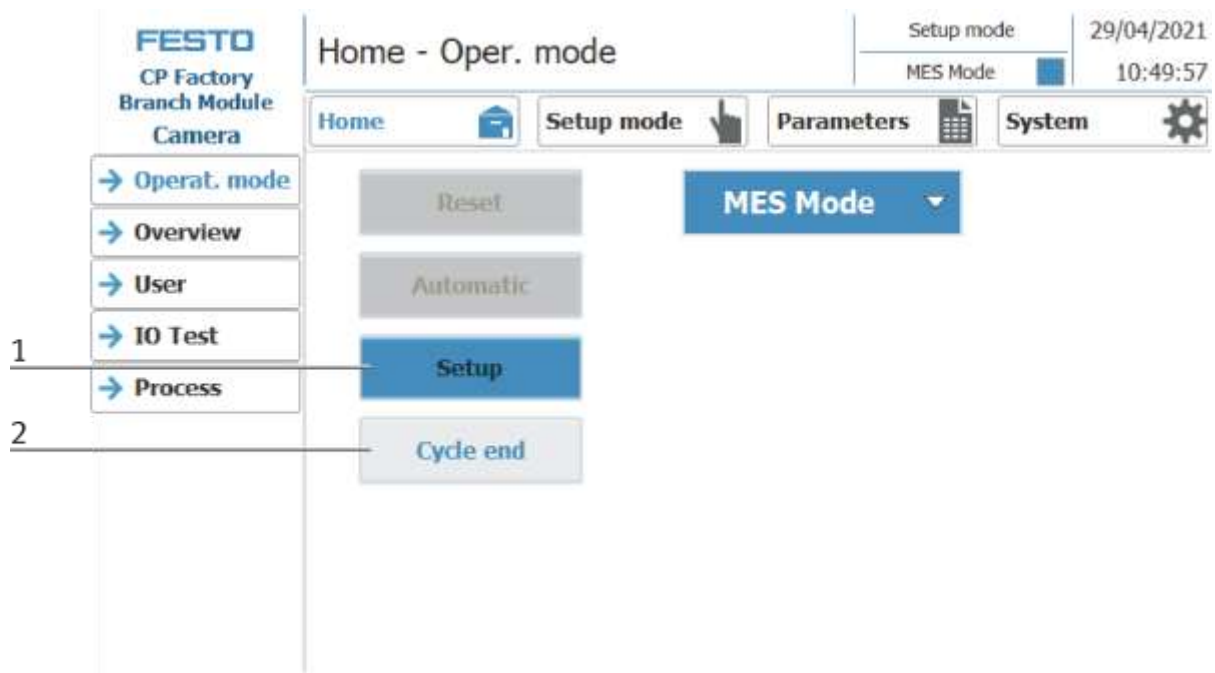 FESTO
CP Factory
Branch Module
Camera
Home - Oper. mode
Setup mode
MES Mode
29/04/2021
10:49:57
Home
Setup mode
Parameters
System
Operat. mode
Overview
User
IO Test
Process
Reset
MES Mode
Automatic
1
Setup
2
Cycle end